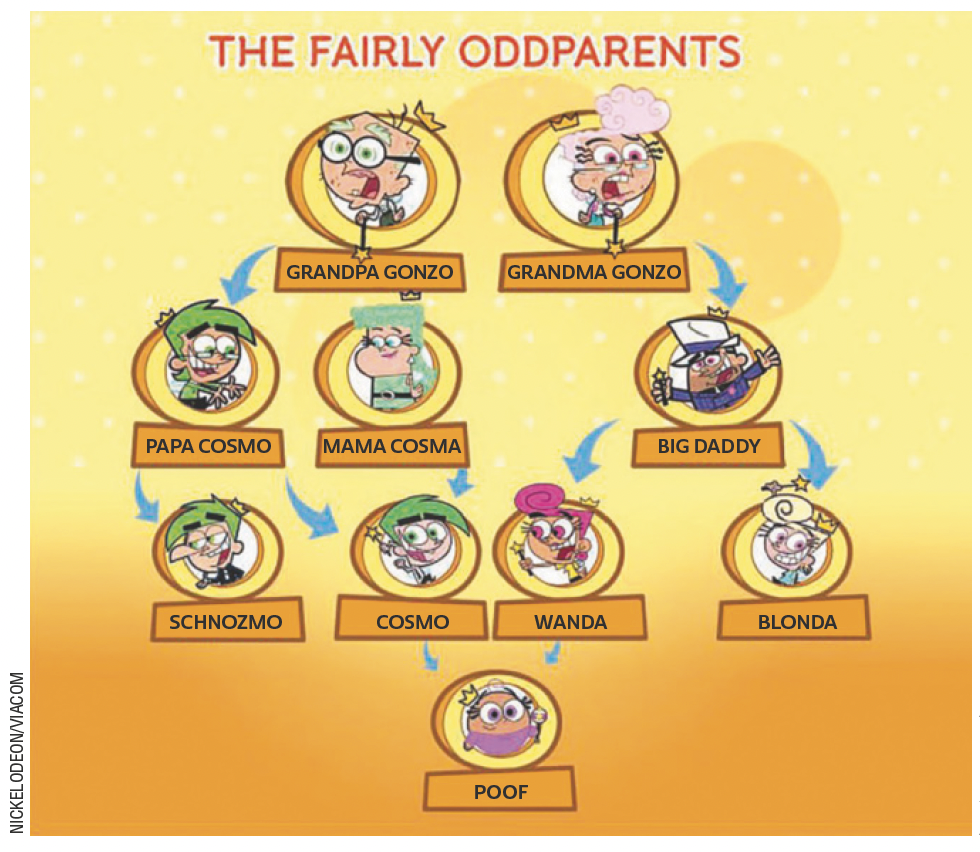 THE FAIRLY ODDPARENTS
GRANDPA GONZO
GRANDMA GONZO
PAPA COSMO
MAMA COSMA
BIG DADDY
SCHNOZMO
COSMO
WANDA
BLONDA
POOF
NICKELODEON/VIACOM